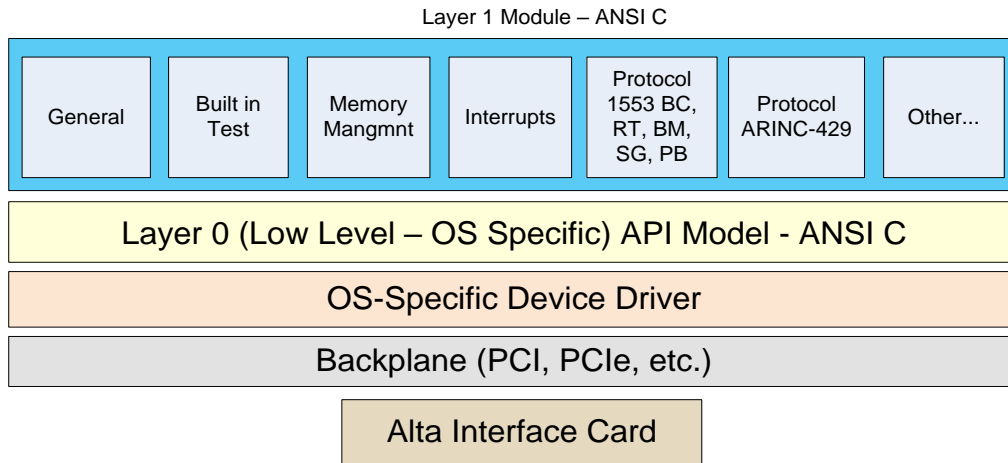 Layer 1 Module – ANSI C
General
Built in
Test
Memory
Mangmnt
Interrupts
Protocol
1553 BC,
RT, BM,
SG, PB
Protocol
ARINC-429
Other...
Layer 0 (Low Level – OS Specific) API Model - ANSI C
OS-Specific Device Driver
Backplane (PCI, PCIe, etc.)
Alta Interface Card